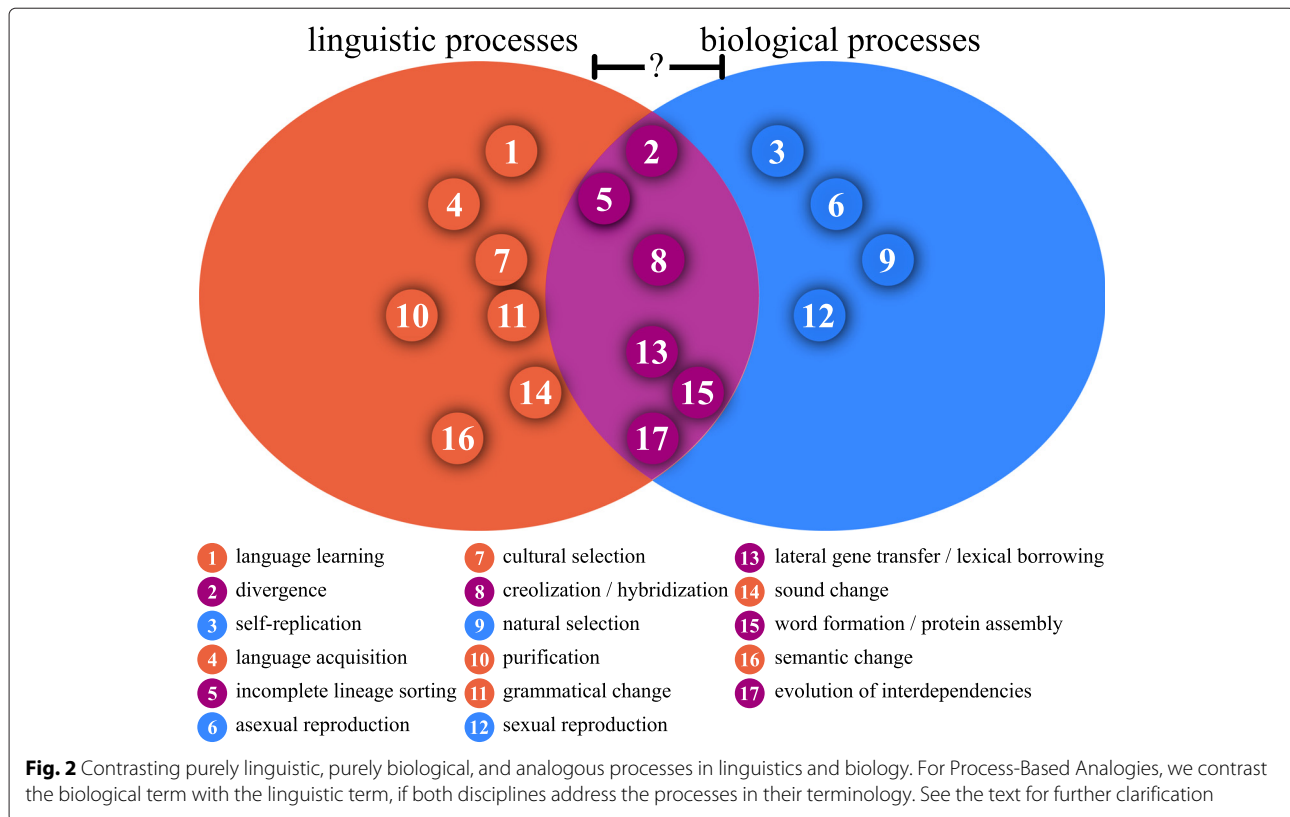 linguistic processes
biological processes
?
1
2
3
4
5
6
7
8
9
10
11
12
13
14
15
16
17
1 language learning
2 divergence
3 self-replication
4 language acquisition
5 incomplete lineage sorting
6 asexual reproduction
7 cultural selection
8 creolization / hybridization
9 natural selection
10 purification
11 grammatical change
12 sexual reproduction
13 lateral gene transfer / lexical borrowing
14 sound change
15 word formation / protein assembly
16 semantic change
17 evolution of interdependencies
Fig. 2 Contrasting purely linguistic, purely biological, and analogous processes in linguistics and biology. For Process-Based Analogies, we contrast
the biological term with the linguistic term, if both disciplines address the processes in their terminology. See the text for further clarification